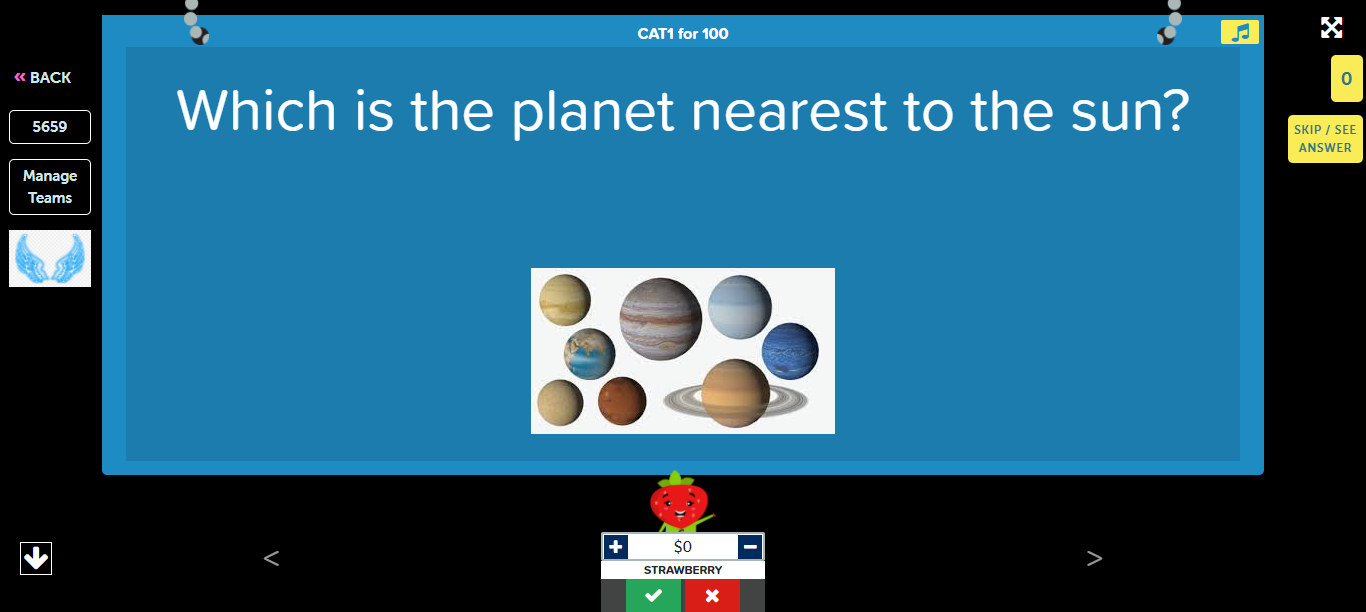 CAT1 for 100
« BACK
0
5659
SKIP / SEE
ANSWER
Manage
Teams
Which is the planet nearest to the sun?
<
>
$0
STRAWBERRY